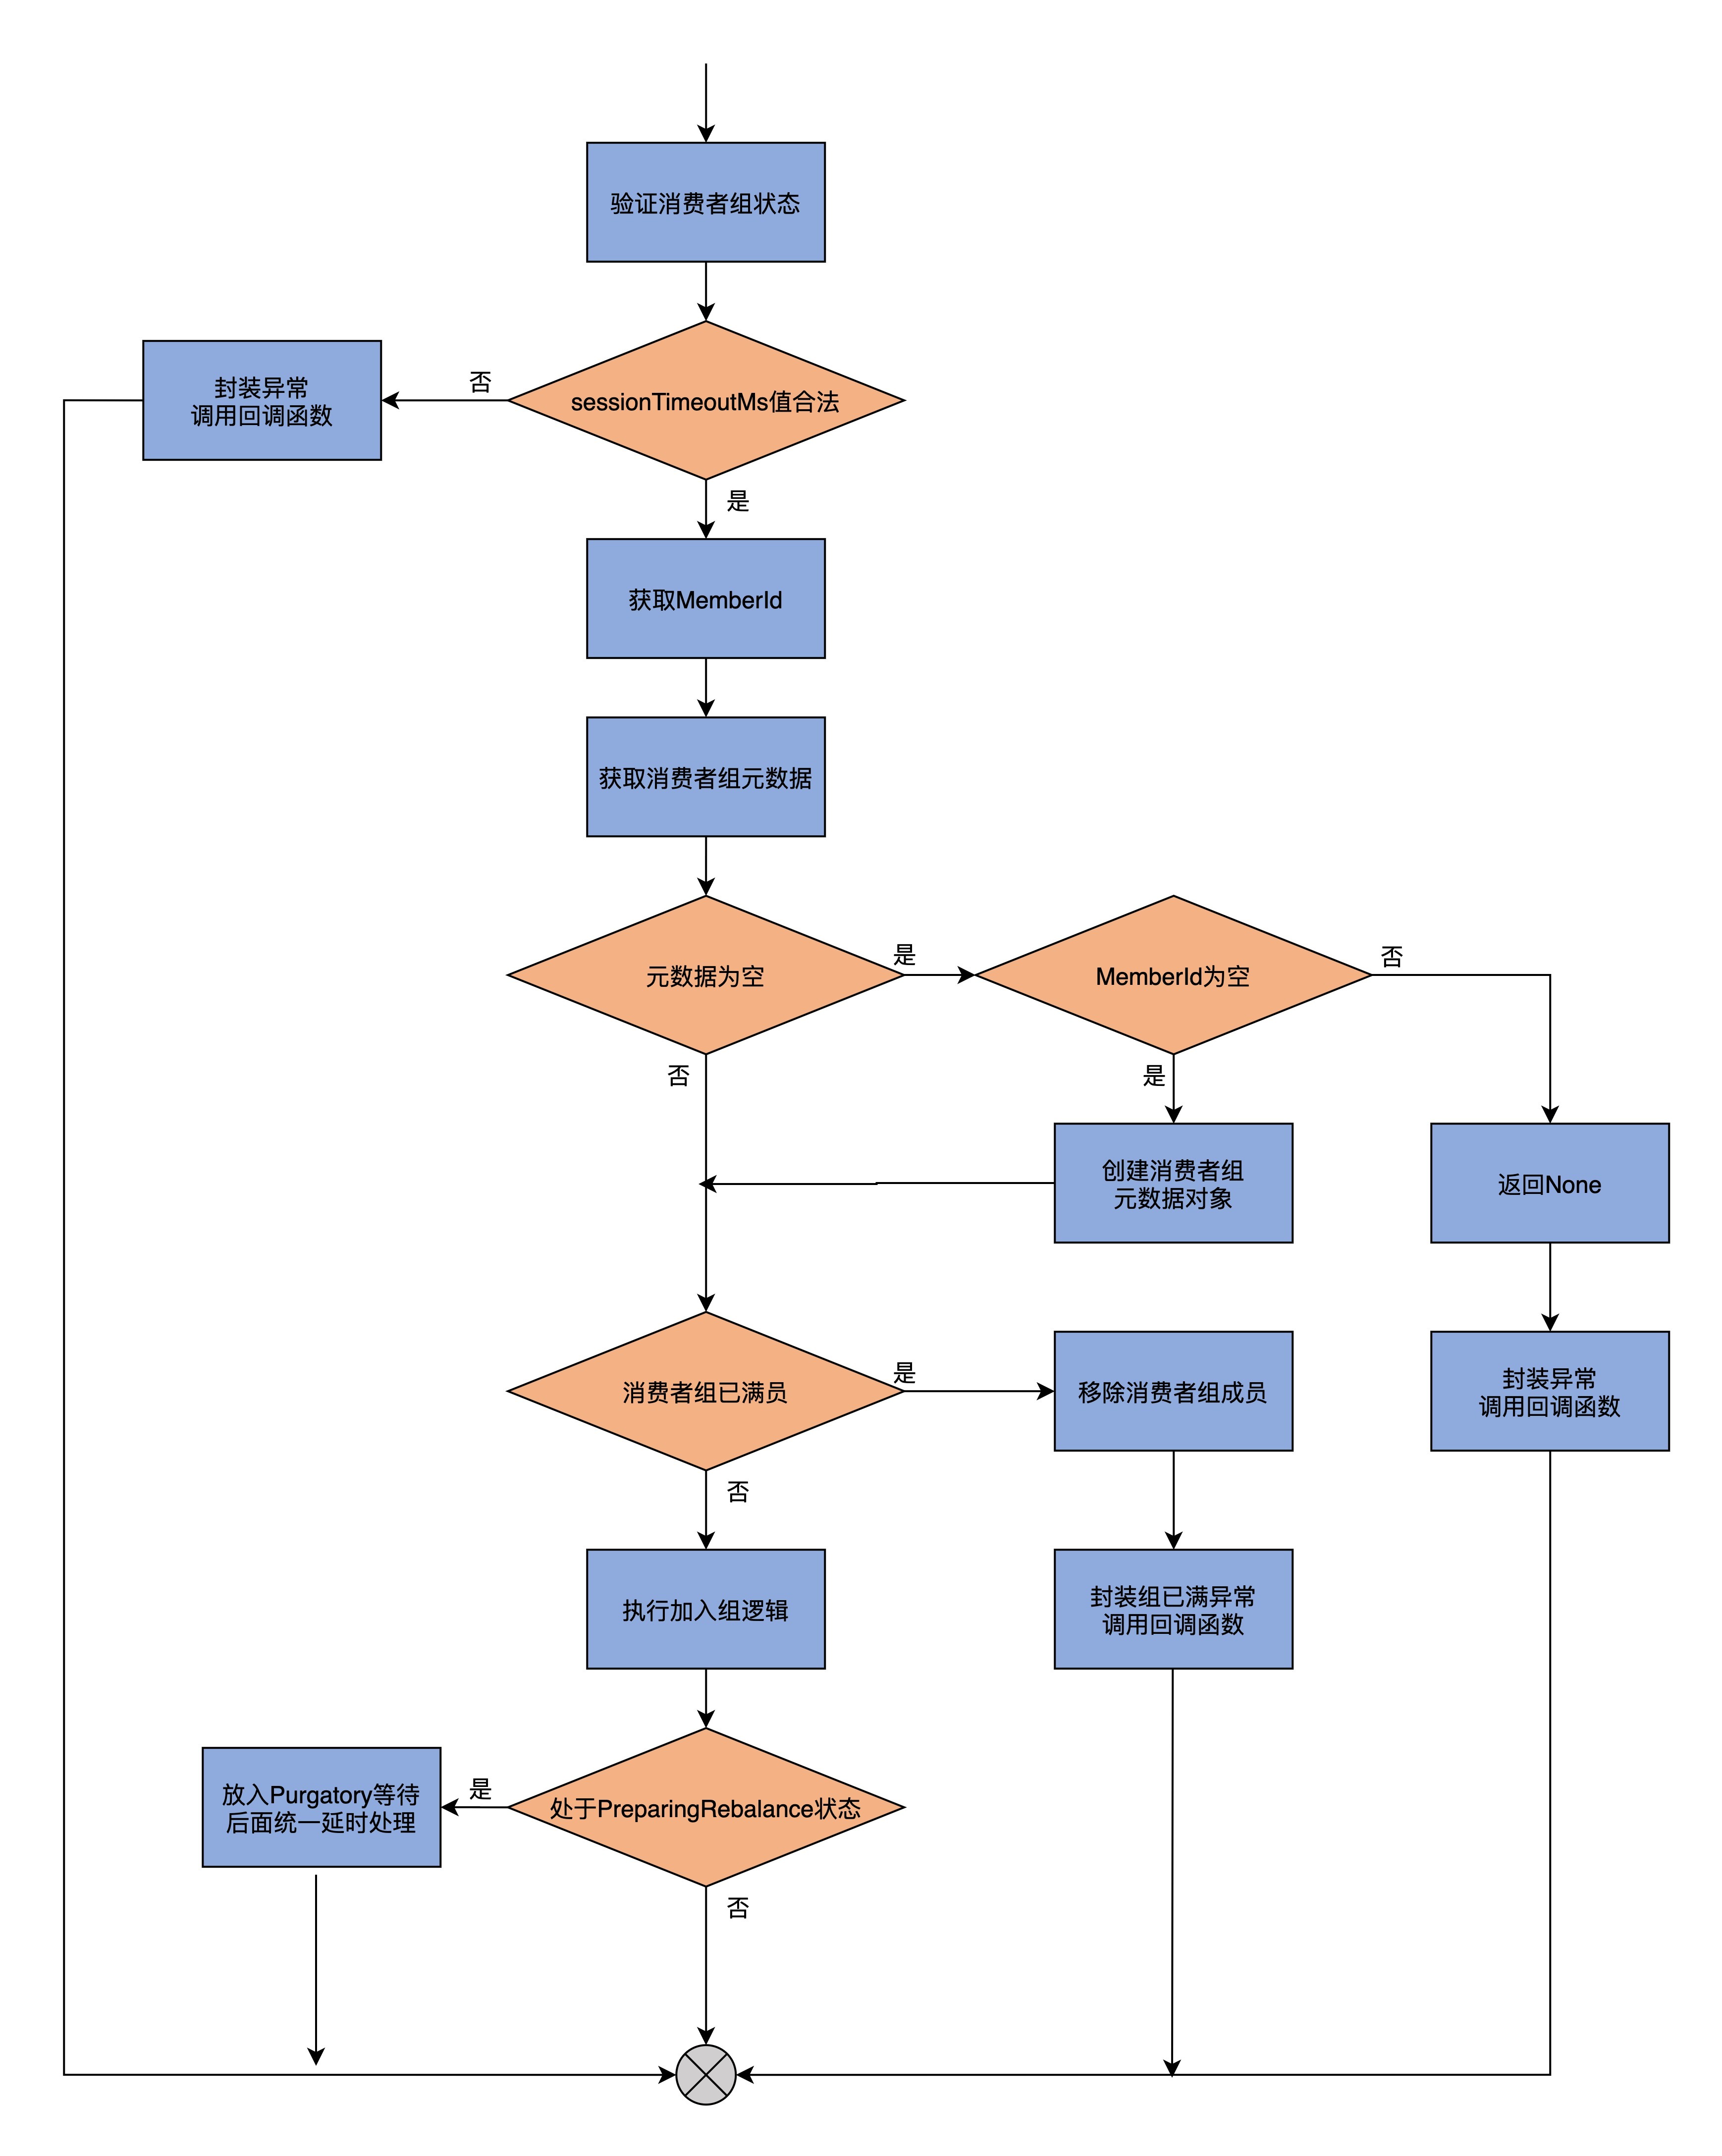 验证消费者组状态
封装异常
调用回调函数
否
sessionTimeoutMs值合法
是
获取MemberId
获取消费者组元数据
元数据为空
是
MemberId为空
否
否
是
创建消费者组
元数据对象
返回None
消费者组已满员
是
移除消费者组成员
封装异常
调用回调函数
否
执行加入组逻辑
封装组已满异常
调用回调函数
放入Purgatory等待
后面统一延时处理
是
处于PreparingRebalance状态
否